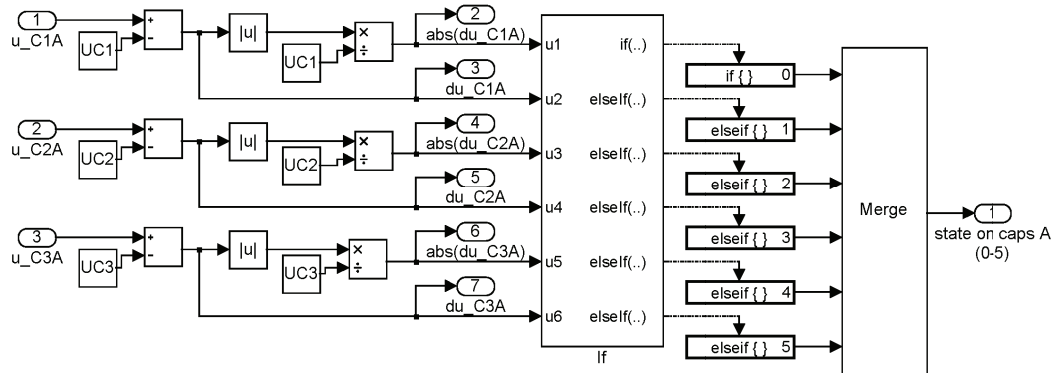 1
u_C1A
UC1
+
-
|u|
UC1
×
÷
2
abs(du_C1A)
3
du_C1A
2
u_C2A
UC2
+
-
|u|
UC2
×
÷
4
abs(du_C2A)
5
du_C2A
3
u_C3A
UC3
+
-
|u|
UC3
×
÷
6
abs(du_C3A)
7
du_C3A
u1 if(..)
u2 elseIf(..)
u3 elseIf(..)
u4 elseIf(..)
u5 elseIf(..)
u6 elseIf(..)
If
if { } 0
elseif { } 1
elseif { } 2
elseif { } 3
elseif { } 4
elseif { } 5
Merge
1
state on caps A
(0-5)